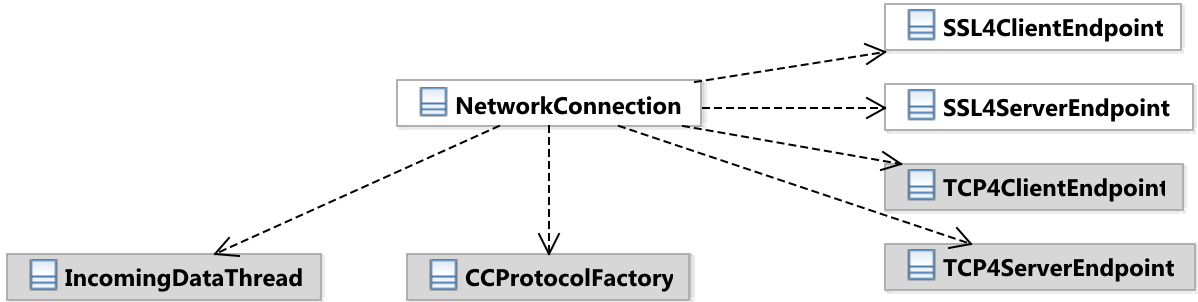 SSL4ClientEndpoint
NetworkConnection
SSL4ServerEndpoint
TCP4ClientEndpoint
IncomingDataThread
CCProtocolFactory
TCP4ServerEndpoint